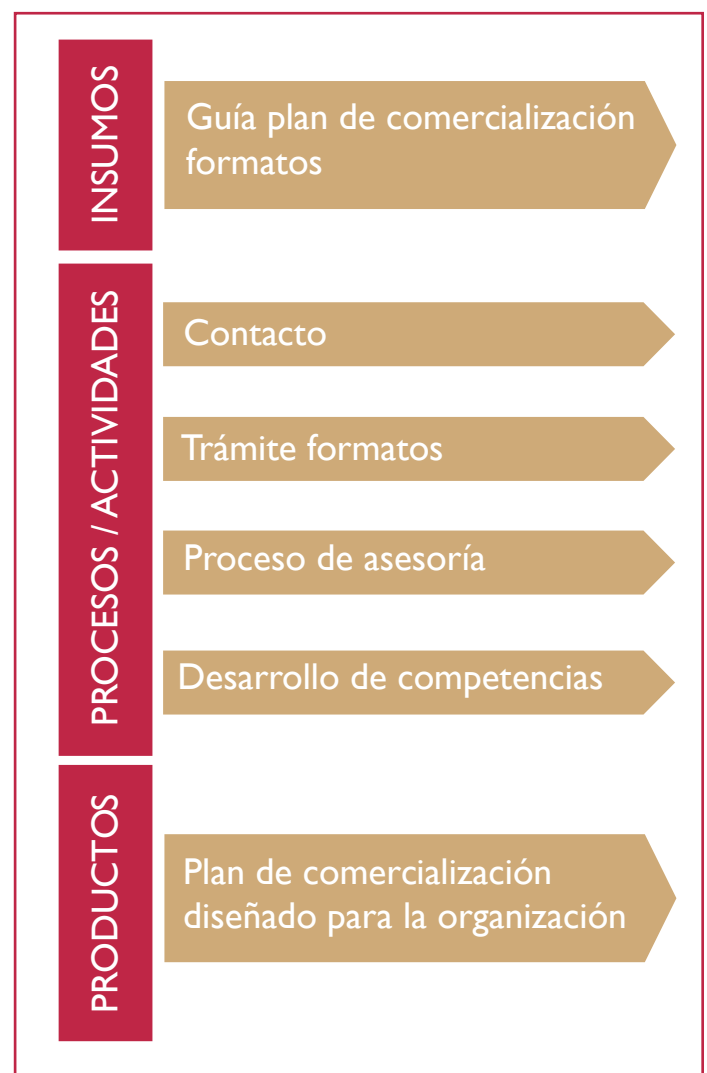 INSUMOS
Guía plan de comercialización
formatos
PROCESOS / ACTIVIDADES
Contacto
Trámite formatos
Proceso de asesoría
Desarrollo de competencias
PRODUCTOS
Plan de comercialización
diseñado para la organización